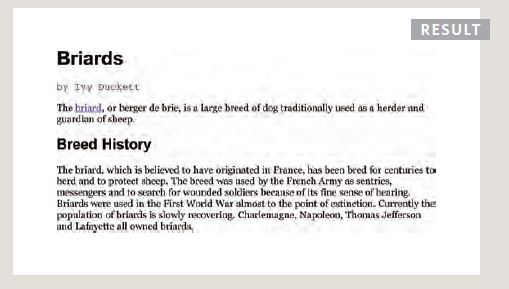 RESULT
Briards
by Ivy Duckett
The briard, or berger de brie, is a large breed of dog traditionally used as a herder and
guardian of sheep.
Breed History
The briard, which is believed to have originated in France, has been bred for centuries to
herd and to protect sheep. The breed was used by the French Army as sentries,
messengers and to search for wounded soldiers because of its fine sense of hearing.
Briards were used in the First World War almost to the point of extinction. Currently the
population of briards is slowly recovering. Charlemagne, Napoleon, Thomas Jefferson
and Lafayette all owned briards.